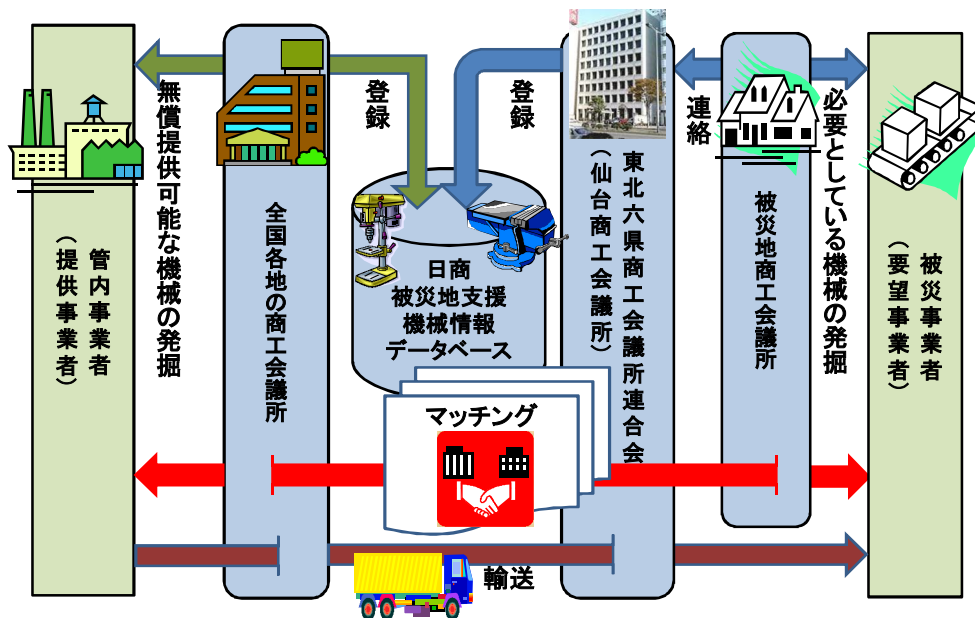 管内事業者
（提供事業者）
無償提供可能な機械の発掘
全国各地の商工会議所
登録
登録
日商
被災地支援
機械情報
データベース
マッチング
東北六県商工会議所連合会
（仙台商工会議所）
連絡
被災地商工会議所
必要としている機械の発掘
被災事業者
（要望事業者）
輸送